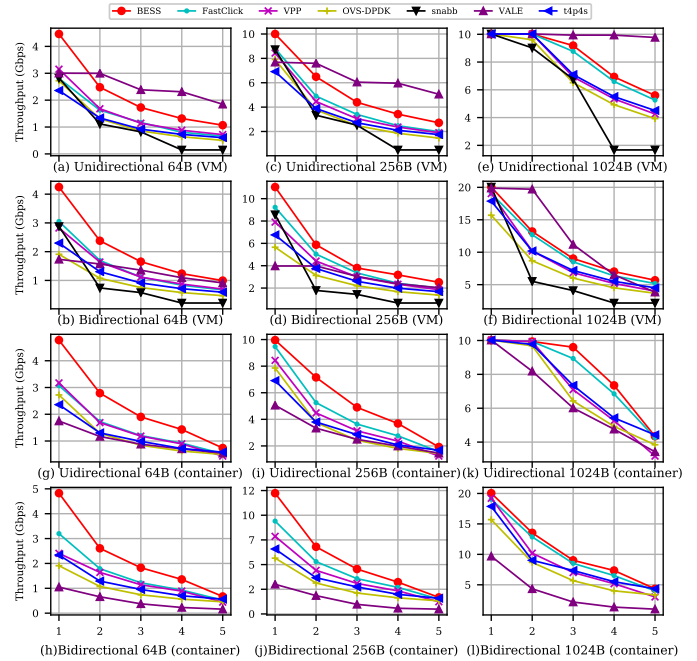 BESS FastClick VPP OVS-DPDK snabb VALE t4p4s
Throughput (Gbps)
4
3
2
1
0
10
8
6
4
2
10
8
6
4
2
(a) Unidirectional 64B (VM)
(c) Unidirectional 256B (VM)
(e) Unidirectional 1024B (VM)
Throughput (Gbps)
4
3
2
1
10
8
6
4
2
20
15
10
5
(b) Bidirectional 64B (VM)
(d) Bidirectional 256B (VM)
(f) Bidirectional 1024B (VM)
Throughput (Gbps)
4
3
2
1
10
8
6
4
2
10
8
6
4
(g) Uidirectional 64B (container)
(i) Uidirectional 256B (container)
(k) Uidirectional 1024B (container)
Throughput (Gbps)
5
4
3
2
1
0
12
10
7
5
2
0
20
15
10
5
1 2 3 4 5
1 2 3 4 5
1 2 3 4 5
(h)Bidirectional 64B (container)
(j)Bidirectional 256B (container)
(l)Bidirectional 1024B (container)